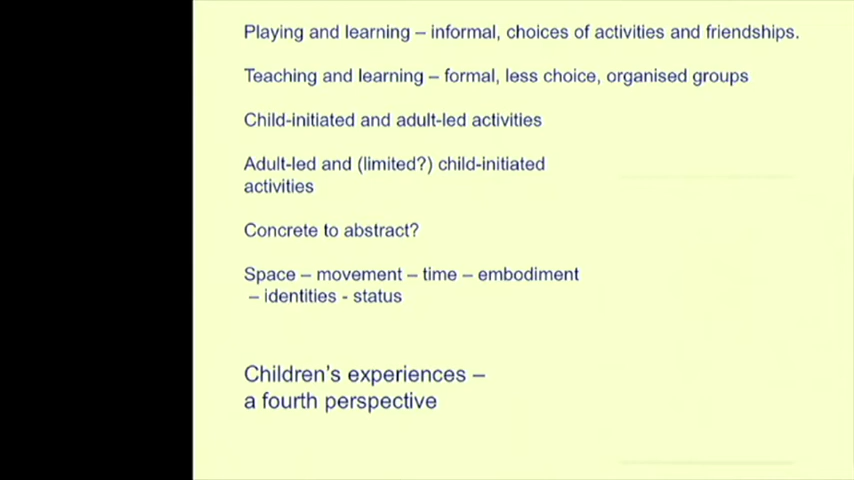 Playing and learning – informal, choices of activities and friendships.
Teaching and learning – formal, less choice, organised groups
Child-initiated and adult-led activities
Adult-led and (limited?) child-initiated
activities
Concrete to abstract?
Space – movement – time – embodiment
– identities - status
Children's experiences –
a fourth perspective